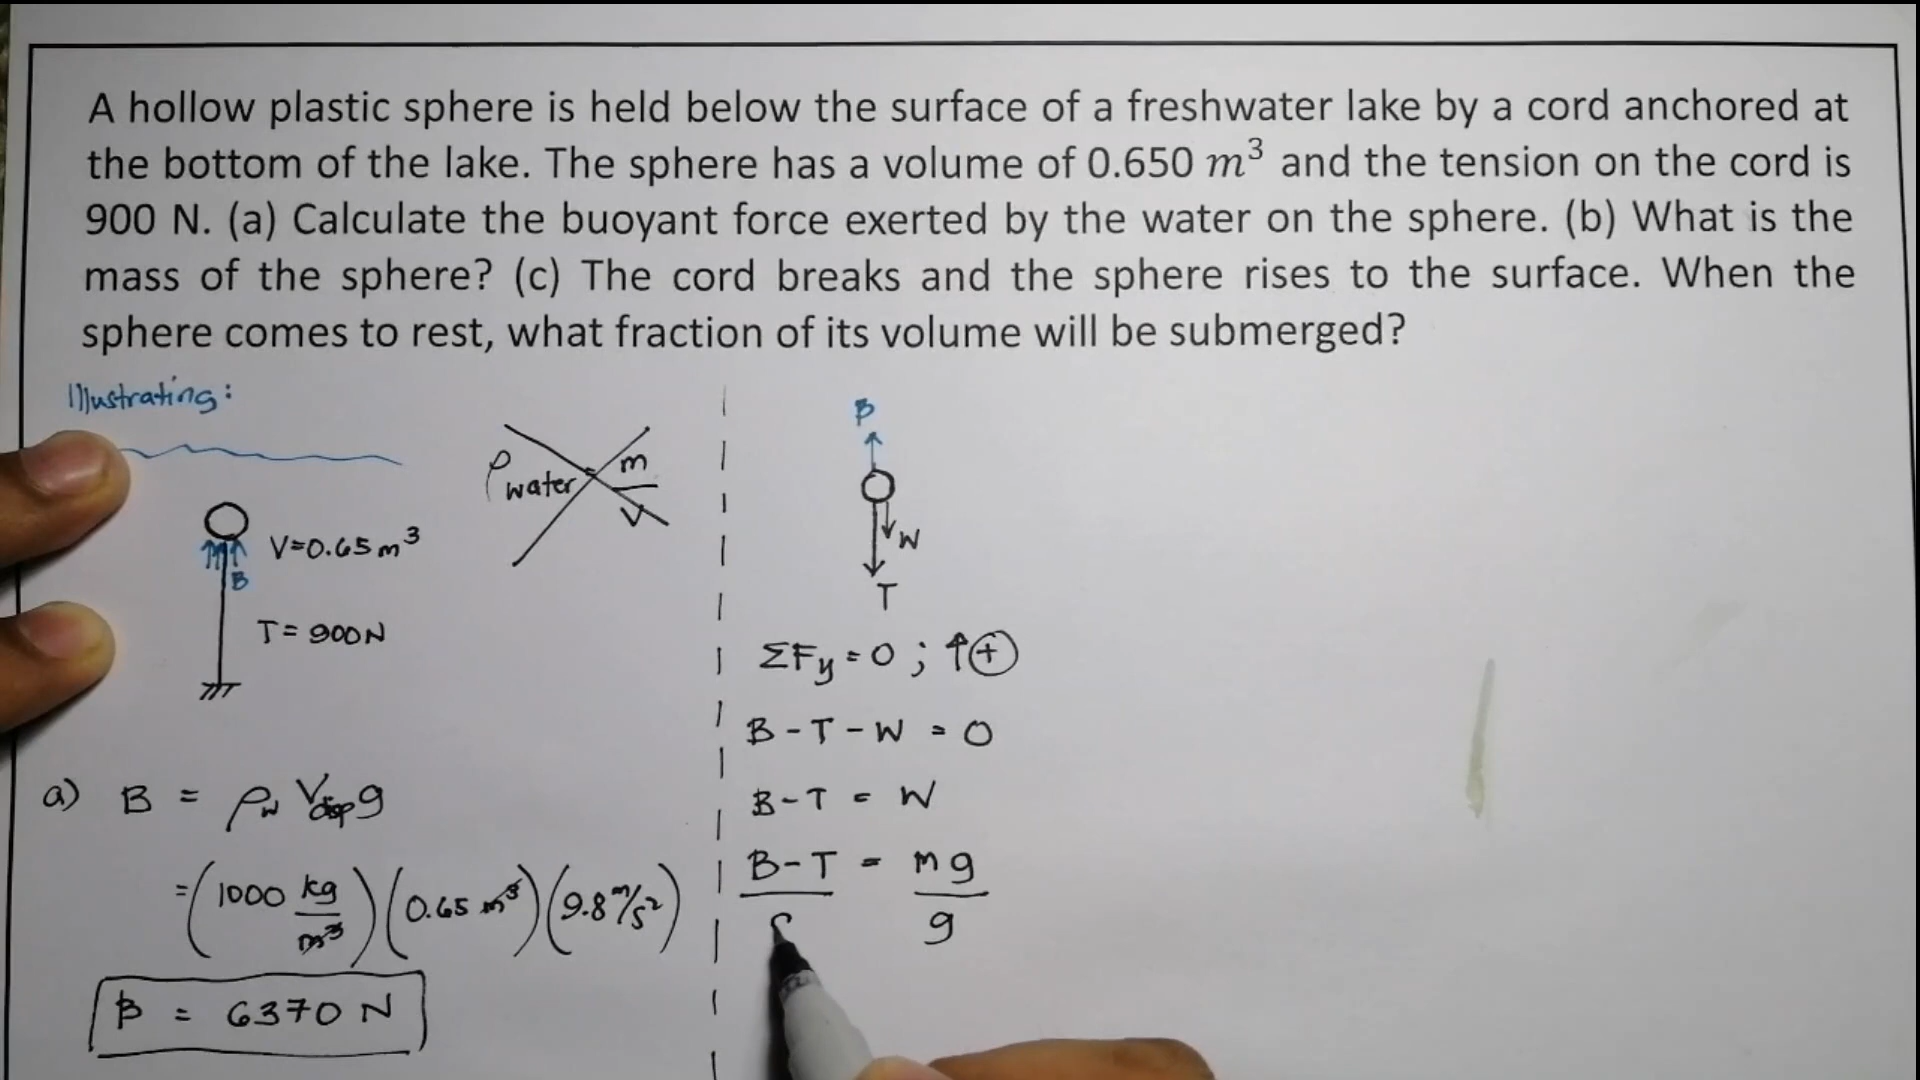 A hollow plastic sphere is held below the surface of a freshwater lake by a cord anchored at
the bottom of the lake. The sphere has a volume of 0.650 m³ and the tension on the cord is
900 N. (a) Calculate the buoyant force exerted by the water on the sphere. (b) What is the
mass of the sphere? (c) The cord breaks and the sphere rises to the surface. When the
sphere comes to rest, what fraction of its volume will be submerged?
Illustrating:
ρwater = m/V
V=0.65m³
B
T=900N
a) B = ρw Vdisp g
=(1000 kg/m³)(0.65 m³)(9.8 m/s²)
B = 6370 N
B
W
T
ΣFy=0 ; ↑⊕
B-T-W = 0
B-T = W
B-T = mg
g